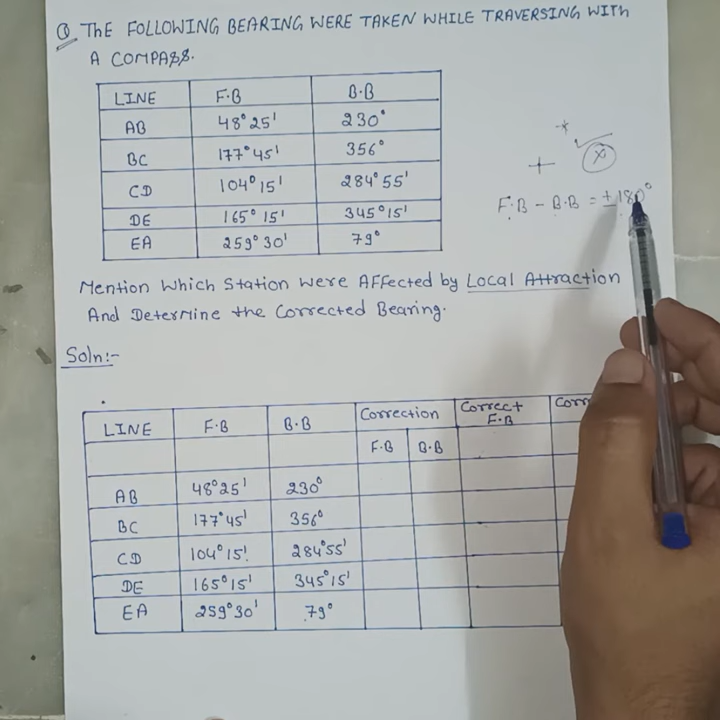 Q. THE FOLLOWING BEARING WERE TAKEN WHILE TRAVERSING WITH
A COMPASS.
LINE F.B B.B
AB 48°25' 230°
BC 177°45' 356°
CD 104°15' 284°55'
DE 165°15' 345°15'
EA 259°30' 79°
F.B - B.B = ±180°
Mention Which Station Were AFFected by Local Attraction
And Determine the Corrected Bearing.
Soln:-
LINE F.B B.B Correction Correct F.B
F.B B.B
AB 48°25' 230°
BC 177°45' 356°
CD 104°15' 284°55'
DE 165°15' 345°15'
EA 259°30' 79°